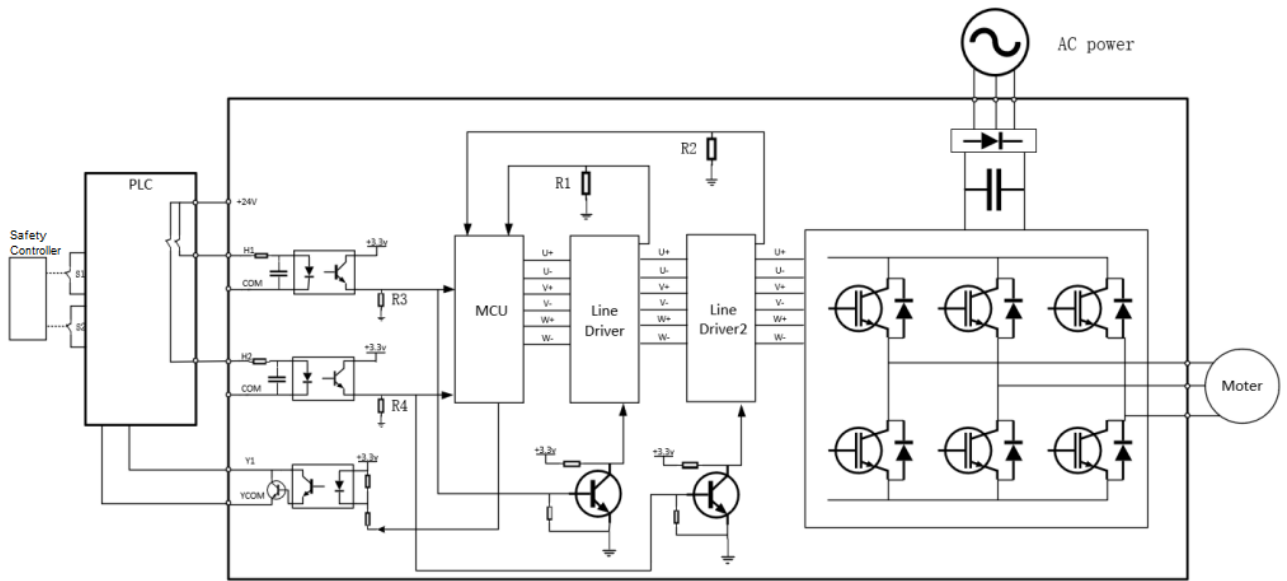 AC power
R2
R1
PLC
+24V
Safety
Controller
S1
S2
H1
+3.3v
COM
R3
H2
+3.3v
COM
R4
MCU
U+
U-
V+
V-
W+
W-
Line
Driver
U+
U-
V+
V-
W+
W-
Line
Driver2
U+
U-
V+
V-
W+
W-
Moter
Y1
YCOM
+3.3v
+3.3v
+3.3v